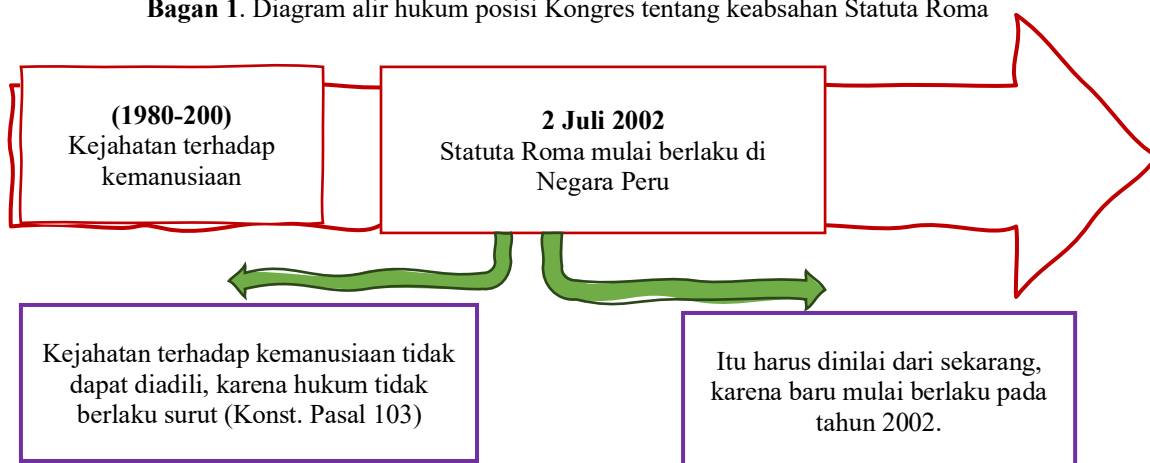 Bagan 1. Diagram alir hukum posisi Kongres tentang keabsahan Statuta Roma
(1980-200)
Kejahatan terhadap
kemanusiaan
2 Juli 2002
Statuta Roma mulai berlaku di
Negara Peru
Kejahatan terhadap kemanusiaan tidak
dapat diadili, karena hukum tidak
berlaku surut (Konst. Pasal 103)
Itu harus dinilai dari sekarang,
karena baru mulai berlaku pada
tahun 2002.